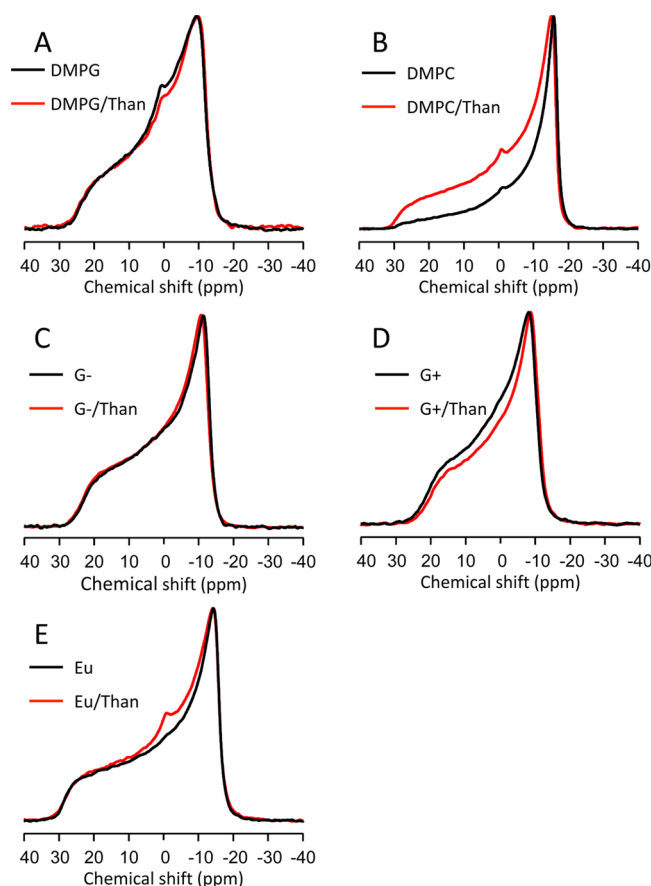 A
DMPG
DMPG/Than
40 30 20 10 0 -10 -20 -30 -40
Chemical shift (ppm)
B
DMPC
DMPC/Than
40 30 20 10 0 -10 -20 -30 -40
Chemical shift (ppm)
C
G-
G-/Than
40 30 20 10 0 -10 -20 -30 -40
Chemical shift (ppm)
D
G+
G+/Than
40 30 20 10 0 -10 -20 -30 -40
Chemical shift (ppm)
E
Eu
Eu/Than
40 30 20 10 0 -10 -20 -30 -40
Chemical shift (ppm)